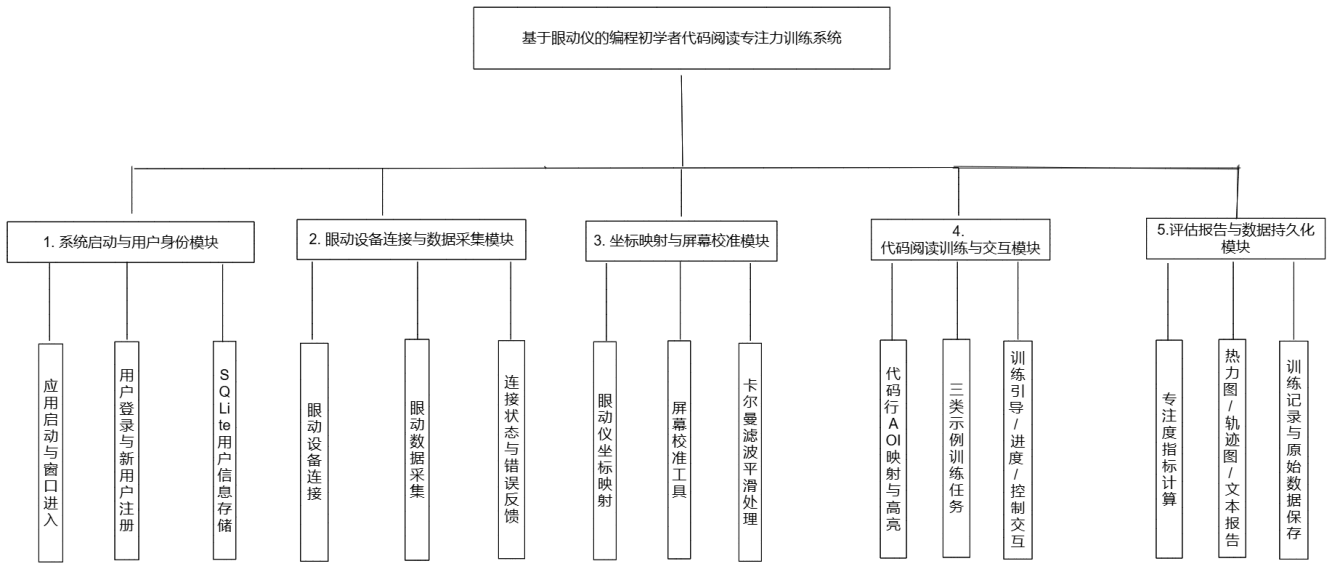 基于眼动仪的编程初学者代码阅读专注力训练系统
1. 系统启动与用户身份模块
2. 眼动设备连接与数据采集模块
3. 坐标映射与屏幕校准模块
4.
代码阅读训练与交互模块
5.评估报告与数据持久化
模块
应用启动与窗口进入
用户登录与新用户注册
SQLite用户信息存储
眼动设备连接
眼动数据采集
连接状态与错误反馈
眼动仪坐标映射
屏幕校准工具
卡尔曼滤波平滑处理
代码行AOI映射与高亮
三类示例训练任务
训练引导/进度/控制交互
专注度指标计算
热力图/轨迹图/文本报告
训练记录与原始数据保存